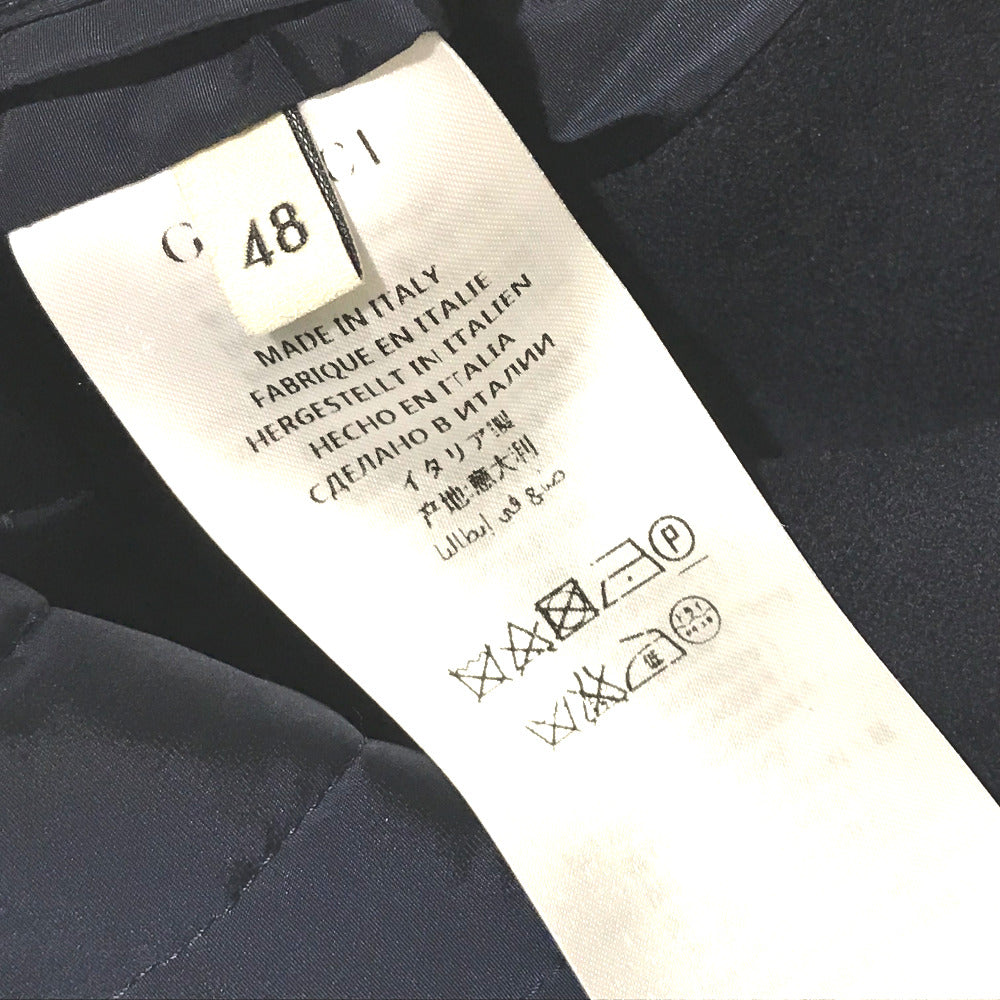 G CI
48
MADE IN ITALY
FABRIQUE EN ITALIE
HERGESTELLT IN ITALIEN
HECHO EN ITALIA
СДЕЛАНО В ИТАЛИИ
イタリア製
产地:意大利
صنع في إيطاليا
P
低